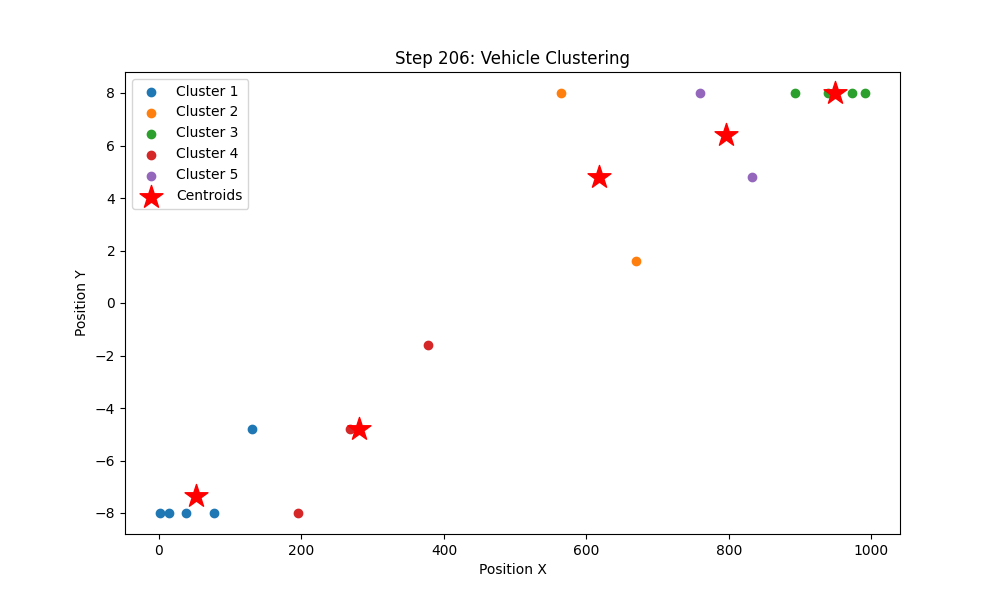 Step 206: Vehicle Clustering
Cluster 1
Cluster 2
Cluster 3
Cluster 4
Cluster 5
Centroids
Position Y
8
6
4
2
0
−2
−4
−6
−8
0 200 400 600 800 1000
Position X